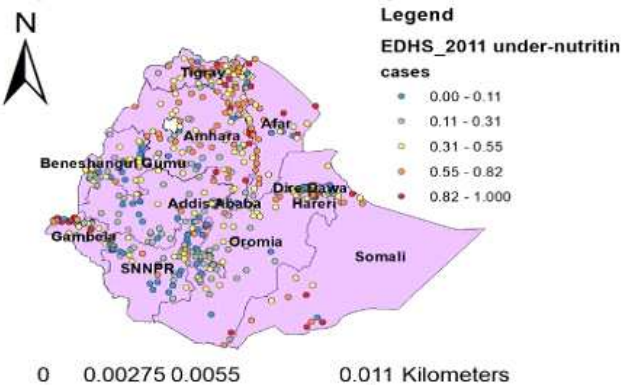 N
Legend
EDHS_2011 under-nutritin
cases
0.00 - 0.11
0.11 - 0.31
0.31 - 0.55
0.55 - 0.82
0.82 - 1.000
Tigray
Afar
Amhara
Beneshangul Gumu
Dire Dawa
Addis Ababa
Hareri
Gambela
Oromia
Somali
SNNPR
0 0.00275 0.0055 0.011 Kilometers